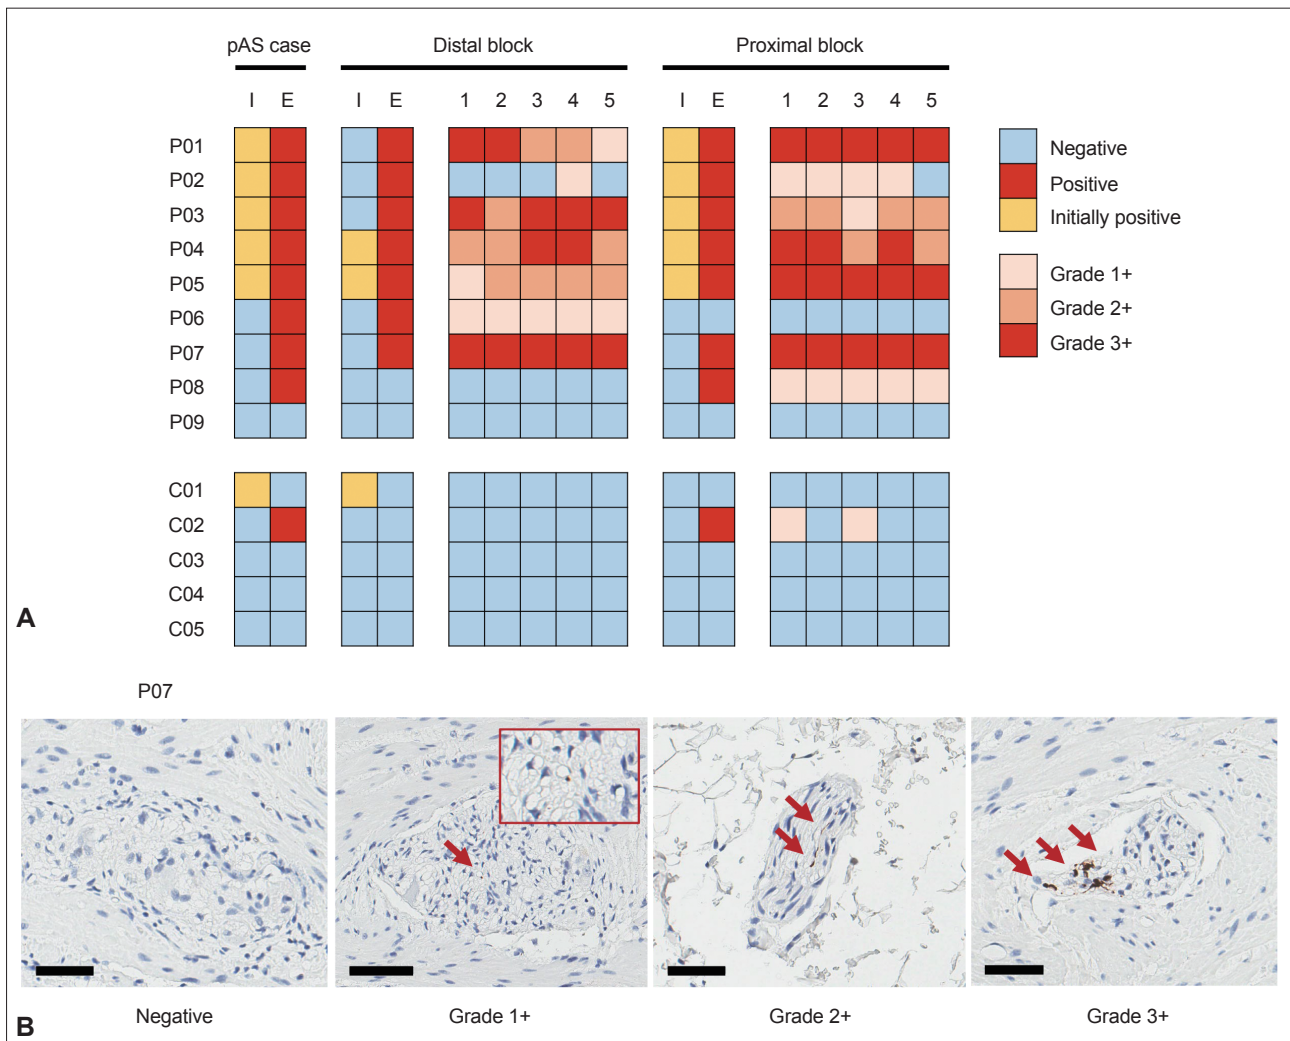 pAS case Distal block Proximal block
I E I E 1 2 3 4 5 I E 1 2 3 4 5
P01
P02
P03
P04
P05
P06
P07
P08
P09
C01
C02
C03
C04
C05
Negative
Positive
Initially positive
Grade 1+
Grade 2+
Grade 3+
A
P07
Negative Grade 1+ Grade 2+ Grade 3+
B